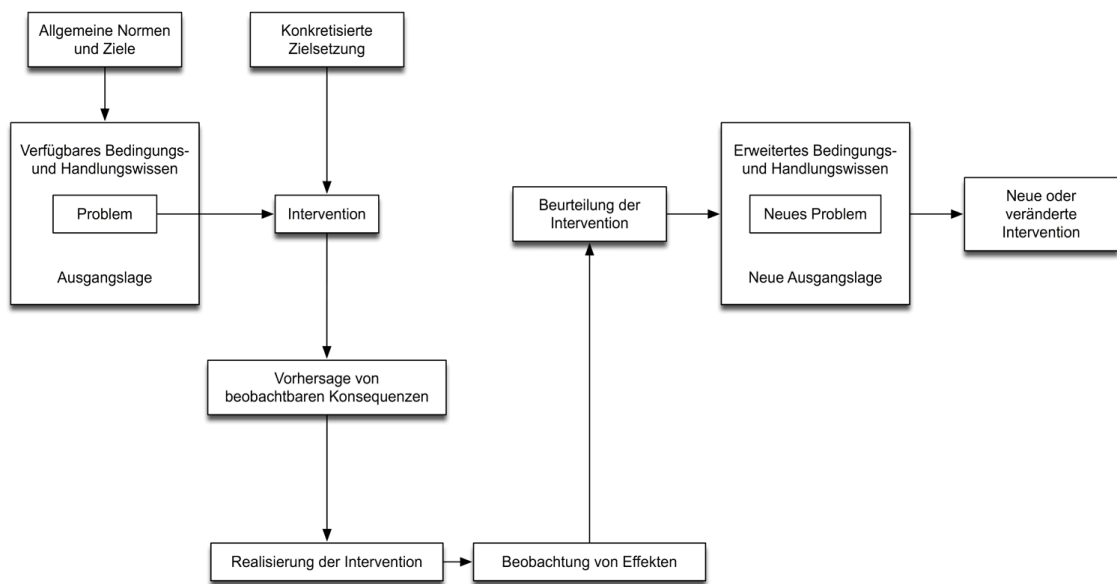 Allgemeine Normen
und Ziele
Konkretisierte
Zielsetzung
Verfügbares Bedingungs-
und Handlungswissen
Problem
Ausgangslage
Intervention
Vorhersage von
beobachtbaren Konsequenzen
Realisierung der Intervention
Beobachtung von Effekten
Beurteilung der
Intervention
Erweitertes Bedingungs-
und Handlungswissen
Neues Problem
Neue Ausgangslage
Neue oder
veränderte
Intervention